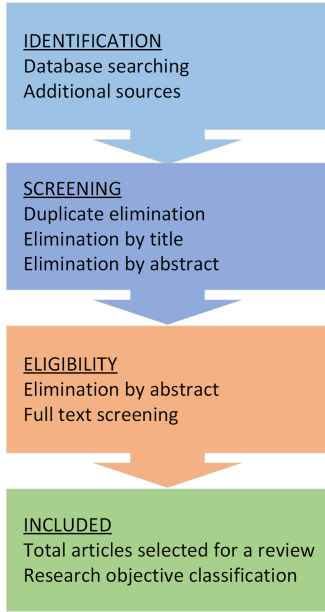 IDENTIFICATION
Database searching
Additional sources
SCREENING
Duplicate elimination
Elimination by title
Elimination by abstract
ELIGIBILITY
Elimination by abstract
Full text screening
INCLUDED
Total articles selected for a review
Research objective classification